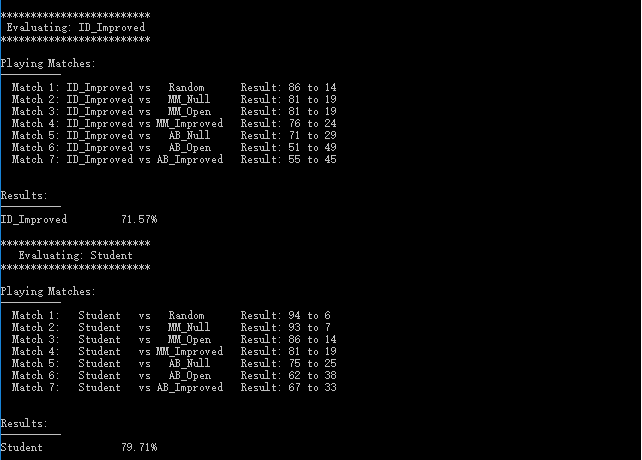 *************************
Evaluating: ID_Improved
*************************
Playing Matches:
----------
Match 1: ID_Improved vs Random Result: 86 to 14
Match 2: ID_Improved vs MM_Null Result: 81 to 19
Match 3: ID_Improved vs MM_Open Result: 81 to 19
Match 4: ID_Improved vs MM_Improved Result: 76 to 24
Match 5: ID_Improved vs AB_Null Result: 71 to 29
Match 6: ID_Improved vs AB_Open Result: 51 to 49
Match 7: ID_Improved vs AB_Improved Result: 55 to 45
Results:
----------
ID_Improved 71.57%
*************************
Evaluating: Student
*************************
Playing Matches:
----------
Match 1: Student vs Random Result: 94 to 6
Match 2: Student vs MM_Null Result: 93 to 7
Match 3: Student vs MM_Open Result: 86 to 14
Match 4: Student vs MM_Improved Result: 81 to 19
Match 5: Student vs AB_Null Result: 75 to 25
Match 6: Student vs AB_Open Result: 62 to 38
Match 7: Student vs AB_Improved Result: 67 to 33
Results:
----------
Student 79.71%